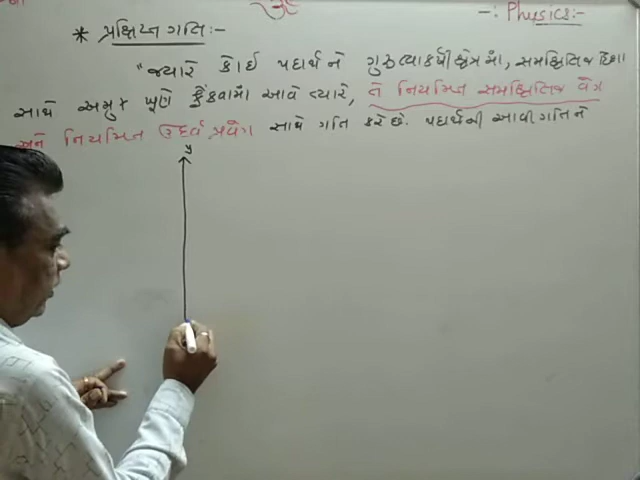 -: Physics:-
* પ્રક્ષિપ્ત ગતિ:-
"જ્યારે કોઈ પદાર્થને ગુરુત્વાકર્ષી ક્ષેત્રમાં, સમક્ષિતિજ દિશા
સાથે અમુક ખૂણે ફેંકવામાં આવે ત્યારે, તે નિયમિત સમક્ષિતિજ વેગ
અને નિયમિત ઉર્ધ્વ પ્રવેગ સાથે ગતિ કરે છે. પદાર્થની આવી ગતિને
y